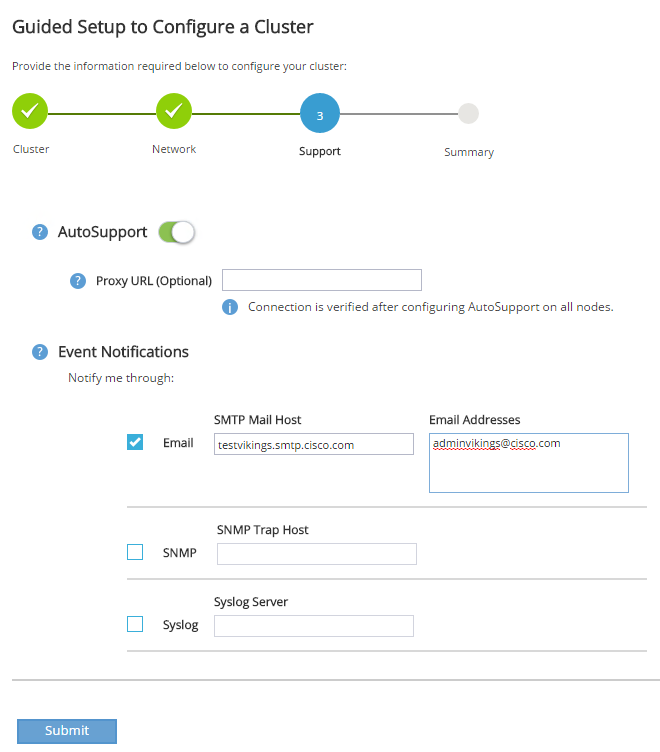 Guided Setup to Configure a Cluster
Provide the information required below to configure your cluster:
3
Cluster
Network
Support
Summary
? AutoSupport
? Proxy URL (Optional)
i Connection is verified after configuring AutoSupport on all nodes.
? Event Notifications
Notify me through:
SMTP Mail Host
Email Addresses
Email
testvikings.smtp.cisco.com
adminvikings@cisco.com
SNMP Trap Host
SNMP
Syslog Server
Syslog
Submit